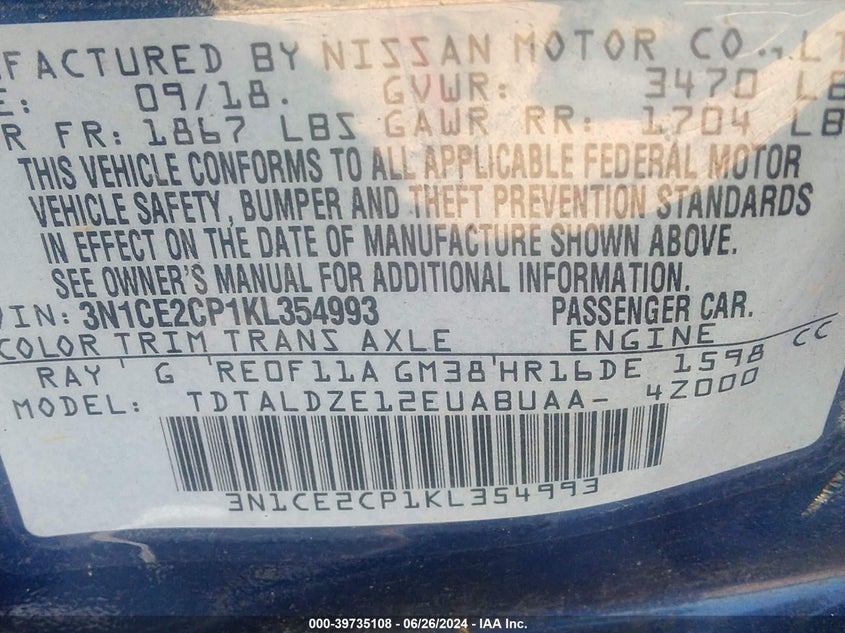 FACTURED BY NISSAN MOTOR CO., LT
E: 09/18. GVWR: 3470 LB
R FR: 1867 LBS GAWR RR: 1704 LB
THIS VEHICLE CONFORMS TO ALL APPLICABLE FEDERAL MOTOR
VEHICLE SAFETY, BUMPER AND THEFT PREVENTION STANDARDS
IN EFFECT ON THE DATE OF MANUFACTURE SHOWN ABOVE.
SEE OWNER'S MANUAL FOR ADDITIONAL INFORMATION.
VIN: 3N1CE2CP1KL354993 PASSENGER CAR.
COLOR TRIM TRANS AXLE ENGINE
RAY G RE0F11A GM38 HR16DE 1598 CC
TDTALDZE12EUABUAA- 4Z000
3N1CE2CP1KL354993
000-39735108 - 06/26/2024 - IAA Inc.